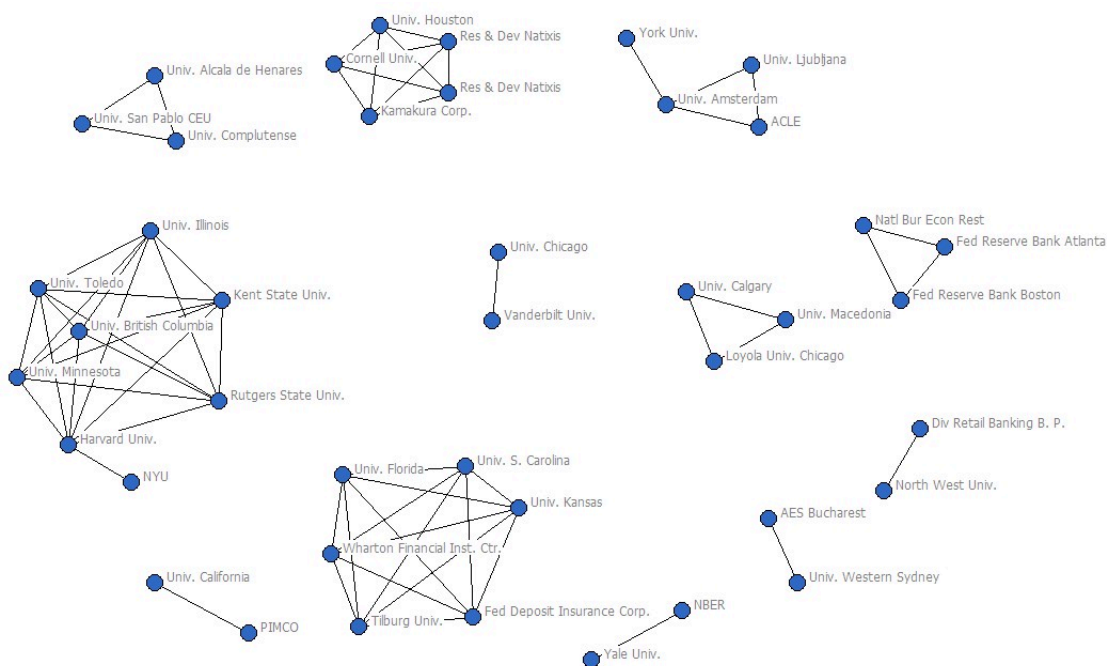 Univ. Houston
York Univ.
Res & Dev Natixis
Cornell Univ.
Univ. Ljubljana
Univ. Alcala de Henares
Res & Dev Natixis
Univ. Amsterdam
Kamakura Corp.
Univ. San Pablo CEU
ACLE
Univ. Complutense
Natl Bur Econ Rest
Univ. Illinois
Fed Reserve Bank Atlanta
Univ. Chicago
Univ. Toledo
Univ. Calgary
Kent State Univ.
Fed Reserve Bank Boston
Vanderbilt Univ.
Univ. Macedonia
Univ. British Columbia
Loyola Univ. Chicago
Univ. Minnesota
Rutgers State Univ.
Div Retail Banking B. P.
Harvard Univ.
Univ. S. Carolina
Univ. Florida
NYU
North West Univ.
Univ. Kansas
AES Bucharest
Wharton Financial Inst. Ctr.
Univ. California
Univ. Western Sydney
NBER
Fed Deposit Insurance Corp.
Tilburg Univ.
PIMCO
Yale Univ.